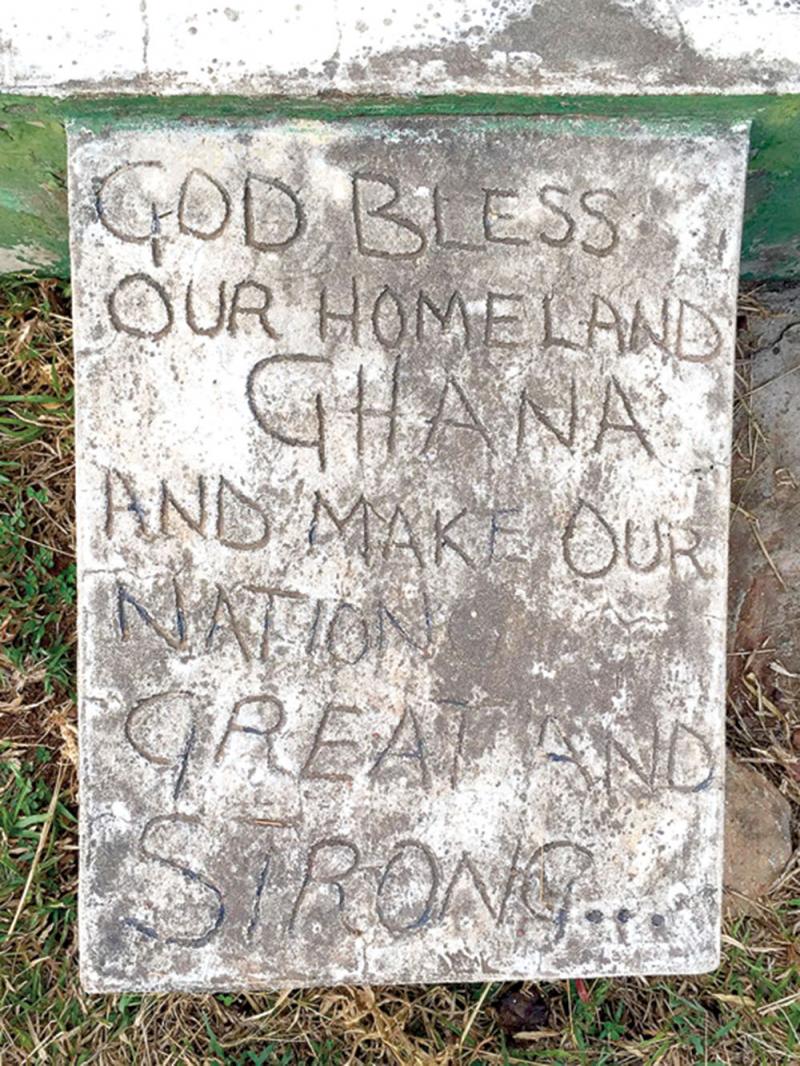 GOD BLESS
OUR HOMELAND
GHANA
AND MAKE OUR
NATION
GREAT AND
STRONG...